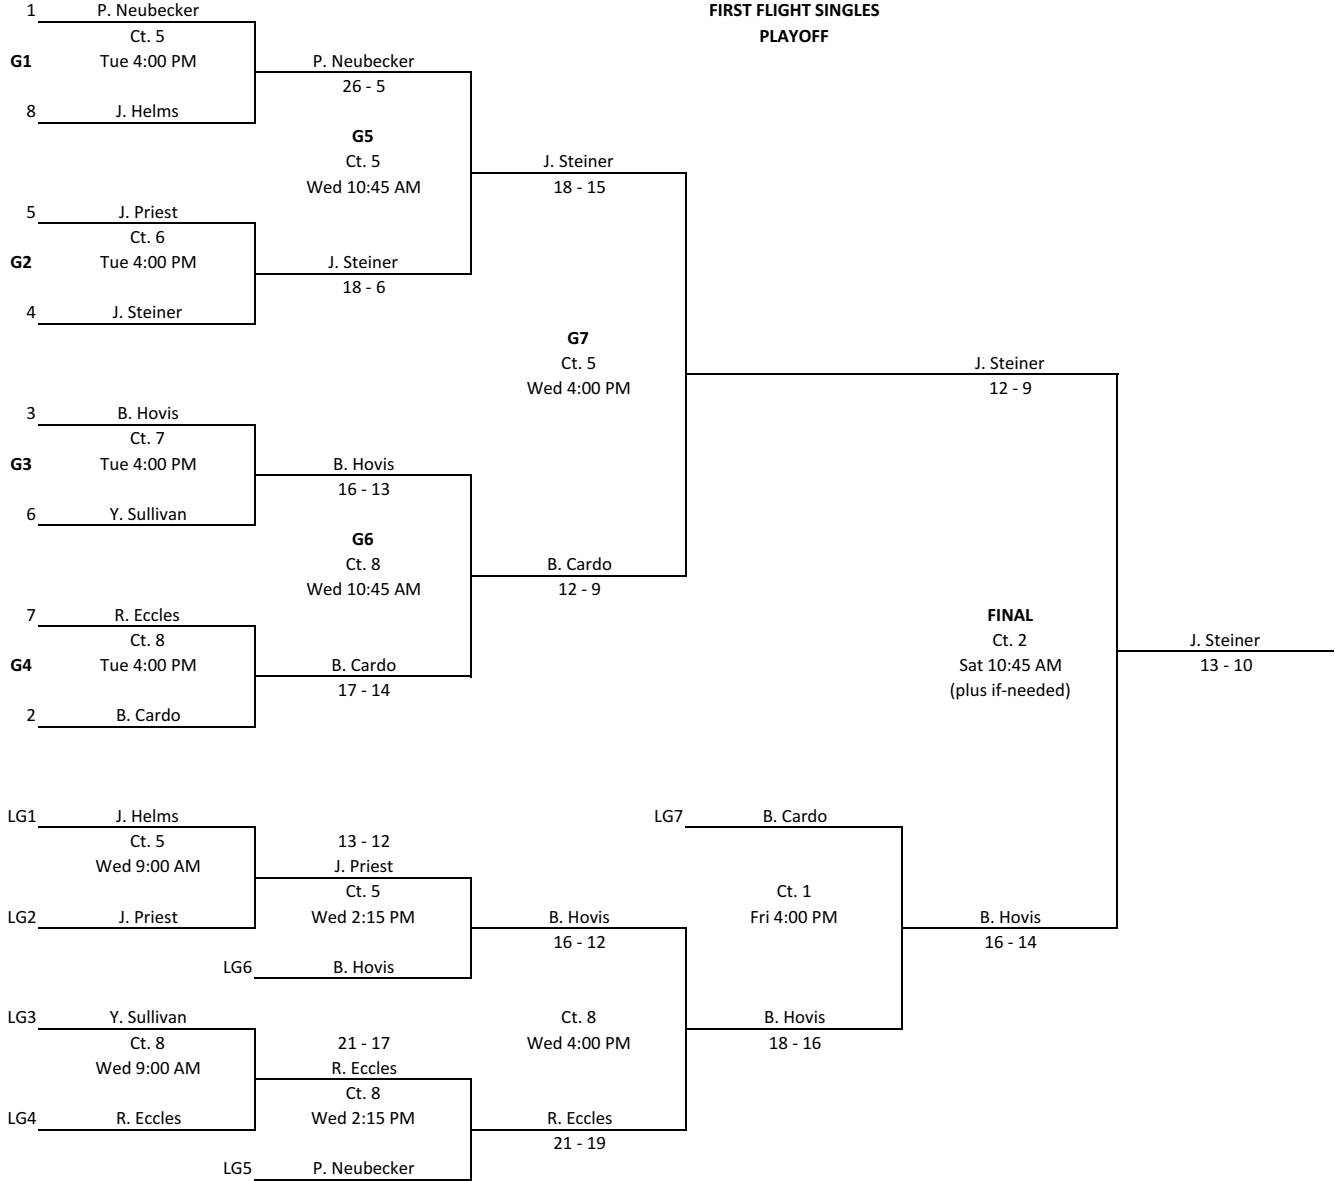 1 P. Neubecker FIRST FLIGHT SINGLES
Ct. 5 PLAYOFF
G1 Tue 4:00 PM P. Neubecker
26 - 5
8 J. Helms
G5
Ct. 5 J. Steiner
Wed 10:45 AM 18 - 15
5 J. Priest
Ct. 6
G2 Tue 4:00 PM J. Steiner
18 - 6
4 J. Steiner
G7
Ct. 5 J. Steiner
Wed 4:00 PM 12 - 9
3 B. Hovis
Ct. 7
G3 Tue 4:00 PM B. Hovis
16 - 13
6 Y. Sullivan
G6
Ct. 8 B. Cardo
Wed 10:45 AM 12 - 9
7 R. Eccles FINAL
Ct. 8 Ct. 2 J. Steiner
G4 Tue 4:00 PM B. Cardo Sat 10:45 AM 13 - 10
17 - 14 (plus if-needed)
2 B. Cardo
LG1 J. Helms LG7 B. Cardo
Ct. 5 13 - 12
Wed 9:00 AM J. Priest
Ct. 5 Ct. 1
LG2 J. Priest Wed 2:15 PM B. Hovis Fri 4:00 PM B. Hovis
16 - 12 16 - 14
LG6 B. Hovis
LG3 Y. Sullivan Ct. 8 B. Hovis
Ct. 8 21 - 17 Wed 4:00 PM 18 - 16
Wed 9:00 AM R. Eccles
Ct. 8
LG4 R. Eccles Wed 2:15 PM R. Eccles
21 - 19
LG5 P. Neubecker